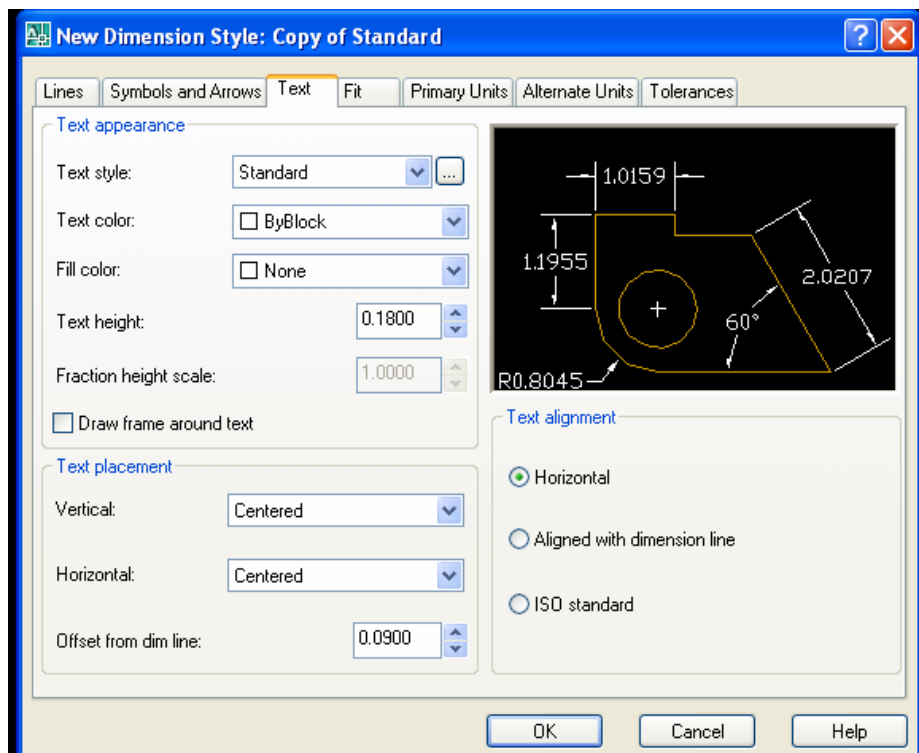 New Dimension Style: Copy of Standard
Lines Symbols and Arrows Text Fit Primary Units Alternate Units Tolerances
Text appearance
Text style: Standard ...
Text color: ByBlock
Fill color: None
Text height: 0.1800
Fraction height scale: 1.0000
Draw frame around text
Text placement
Vertical: Centered
Horizontal: Centered
Offset from dim line: 0.0900
1.0159
1.1955
2.0207
60°
R0.8045
Text alignment
Horizontal
Aligned with dimension line
ISO standard
OK Cancel Help